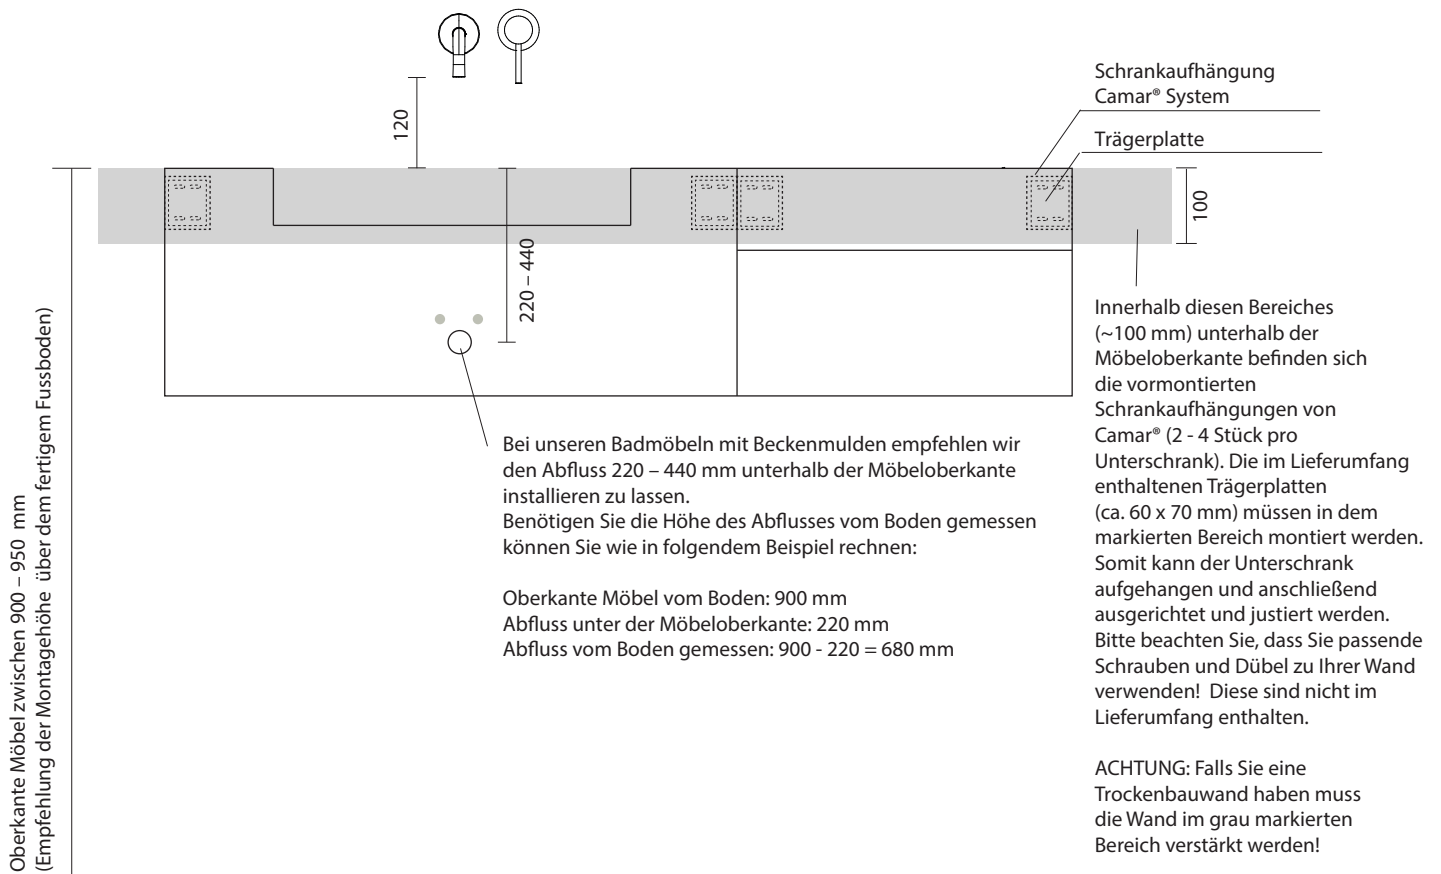 Schrankaufhängung
Camar® System
Trägerplatte
120
100
220 – 440
Oberkante Möbel zwischen 900 – 950 mm
(Empfehlung der Montagehöhe über dem fertigem Fussboden)
Bei unseren Badmöbeln mit Beckenmulden empfehlen wir
den Abfluss 220 – 440 mm unterhalb der Möbeloberkante
installieren zu lassen.
Benötigen Sie die Höhe des Abflusses vom Boden gemessen
können Sie wie in folgendem Beispiel rechnen:
Oberkante Möbel vom Boden: 900 mm
Abfluss unter der Möbeloberkante: 220 mm
Abfluss vom Boden gemessen: 900 - 220 = 680 mm
Innerhalb diesen Bereiches
(~100 mm) unterhalb der
Möbeloberkante befinden sich
die vormontierten
Schrankaufhängungen von
Camar® (2 - 4 Stück pro
Unterschrank). Die im Lieferumfang
enthaltenen Trägerplatten
(ca. 60 x 70 mm) müssen in dem
markierten Bereich montiert werden.
Somit kann der Unterschrank
aufgehangen und anschließend
ausgerichtet und justiert werden.
Bitte beachten Sie, dass Sie passende
Schrauben und Dübel zu Ihrer Wand
verwenden! Diese sind nicht im
Lieferumfang enthalten.
ACHTUNG: Falls Sie eine
Trockenbauwand haben muss
die Wand im grau markierten
Bereich verstärkt werden!